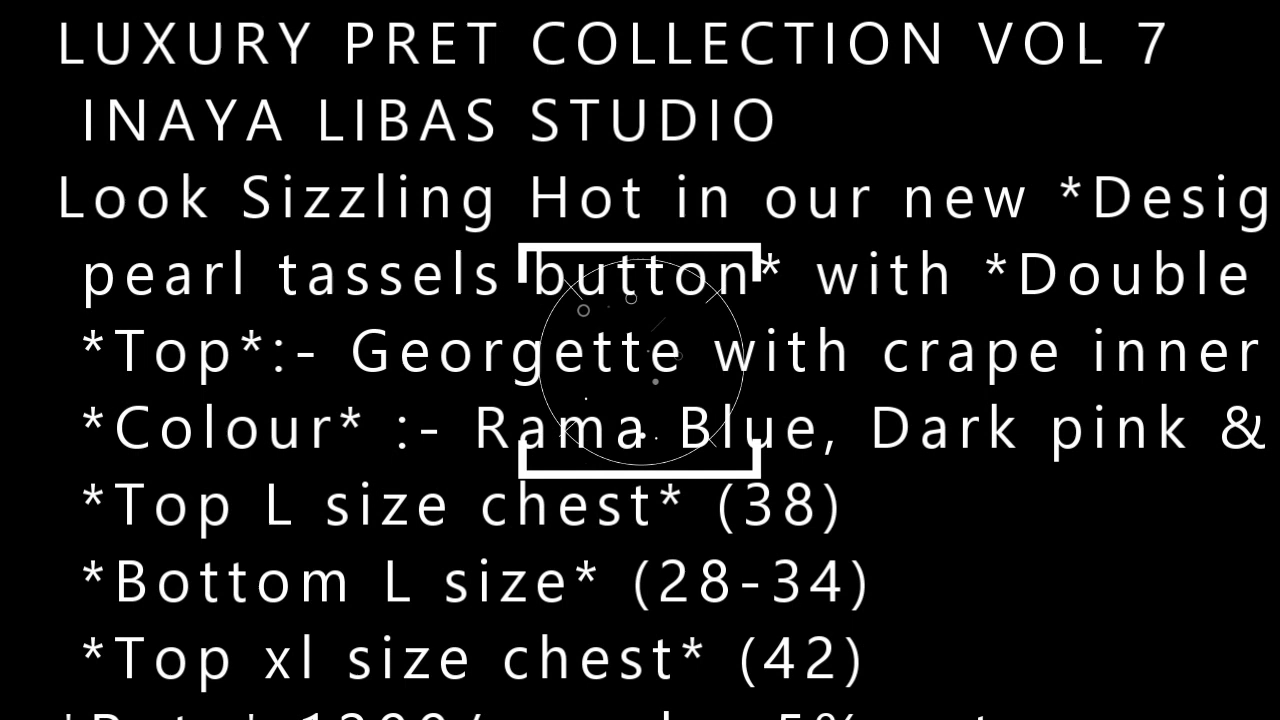 LUXURY PRET COLLECTION VOL 7
INAYA LIBAS STUDIO
Look Sizzling Hot in our new *Desig
pearl tassels button* with *Double
*Top*:- Georgette with crape inner
*Colour* :- Rama Blue, Dark pink &
*Top L size chest* (38)
*Bottom L size* (28-34)
*Top xl size chest* (42)